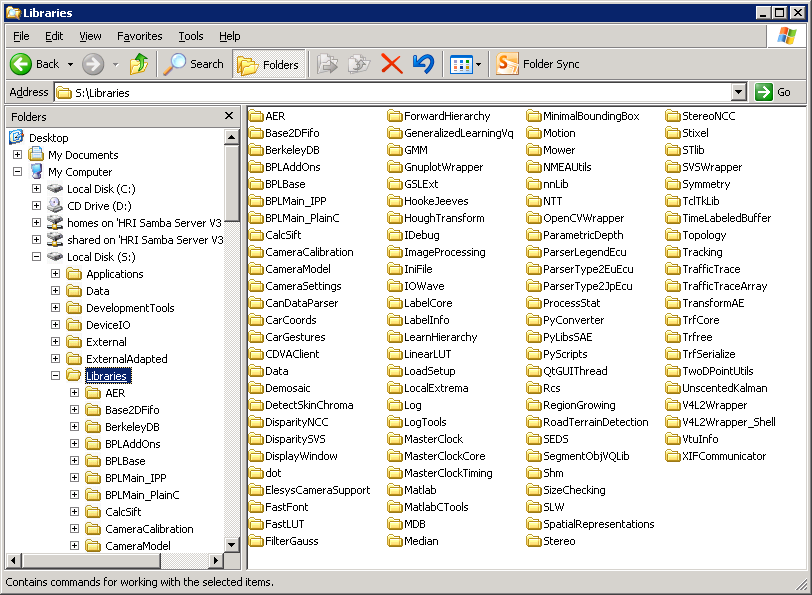 Libraries
File Edit View Favorites Tools Help
Back Search Folders Folder Sync
Address S:\Libraries Go
Folders
Desktop
My Documents
My Computer
Local Disk (C:)
CD Drive (D:)
homes on 'HRI Samba Server V3
shared on 'HRI Samba Server V3
Local Disk (S:)
Applications
Data
DevelopmentTools
DeviceIO
External
ExternalAdapted
Libraries
AER
Base2DFifo
BerkeleyDB
BPLAddOns
BPLBase
BPLMain_IPP
BPLMain_PlainC
CalcSift
CameraCalibration
CameraModel
AER
Base2DFifo
BerkeleyDB
BPLAddOns
BPLBase
BPLMain_IPP
BPLMain_PlainC
CalcSift
CameraCalibration
CameraModel
CameraSettings
CanDataParser
CarCoords
CarGestures
CDVAClient
Data
Demosaic
DetectSkinChroma
DisparityNCC
DisparitySVS
DisplayWindow
dot
ElesysCameraSupport
FastFont
FastLUT
FilterGauss
ForwardHierarchy
GeneralizedLearningVq
GMM
GnuplotWrapper
GSLExt
HookeJeeves
HoughTransform
IDebug
ImageProcessing
IniFile
IOWave
LabelCore
LabelInfo
LearnHierarchy
LinearLUT
LoadSetup
LocalExtrema
Log
LogTools
MasterClock
MasterClockCore
MasterClockTiming
Matlab
MatlabCTools
MDB
Median
MinimalBoundingBox
Motion
Mower
NMEAUtils
nnLib
NTT
OpenCVWrapper
ParametricDepth
ParserLegendEcu
ParserType2EuEcu
ParserType2JpEcu
ProcessStat
PyConverter
PyLibsSAE
PyScripts
QtGUIThread
Rcs
RegionGrowing
RoadTerrainDetection
SEDS
SegmentObjVQLib
Shm
SizeChecking
SLW
SpatialRepresentations
Stereo
StereoNCC
Stixel
STlib
SVSWrapper
Symmetry
TclTkLib
TimeLabeledBuffer
Topology
Tracking
TrafficTrace
TrafficTraceArray
TransformAE
TrfCore
Trfree
TrfSerialize
TwoDPointUtils
UnscentedKalman
V4L2Wrapper
V4L2Wrapper_Shell
VtuInfo
XIFCommunicator
Contains commands for working with the selected items.